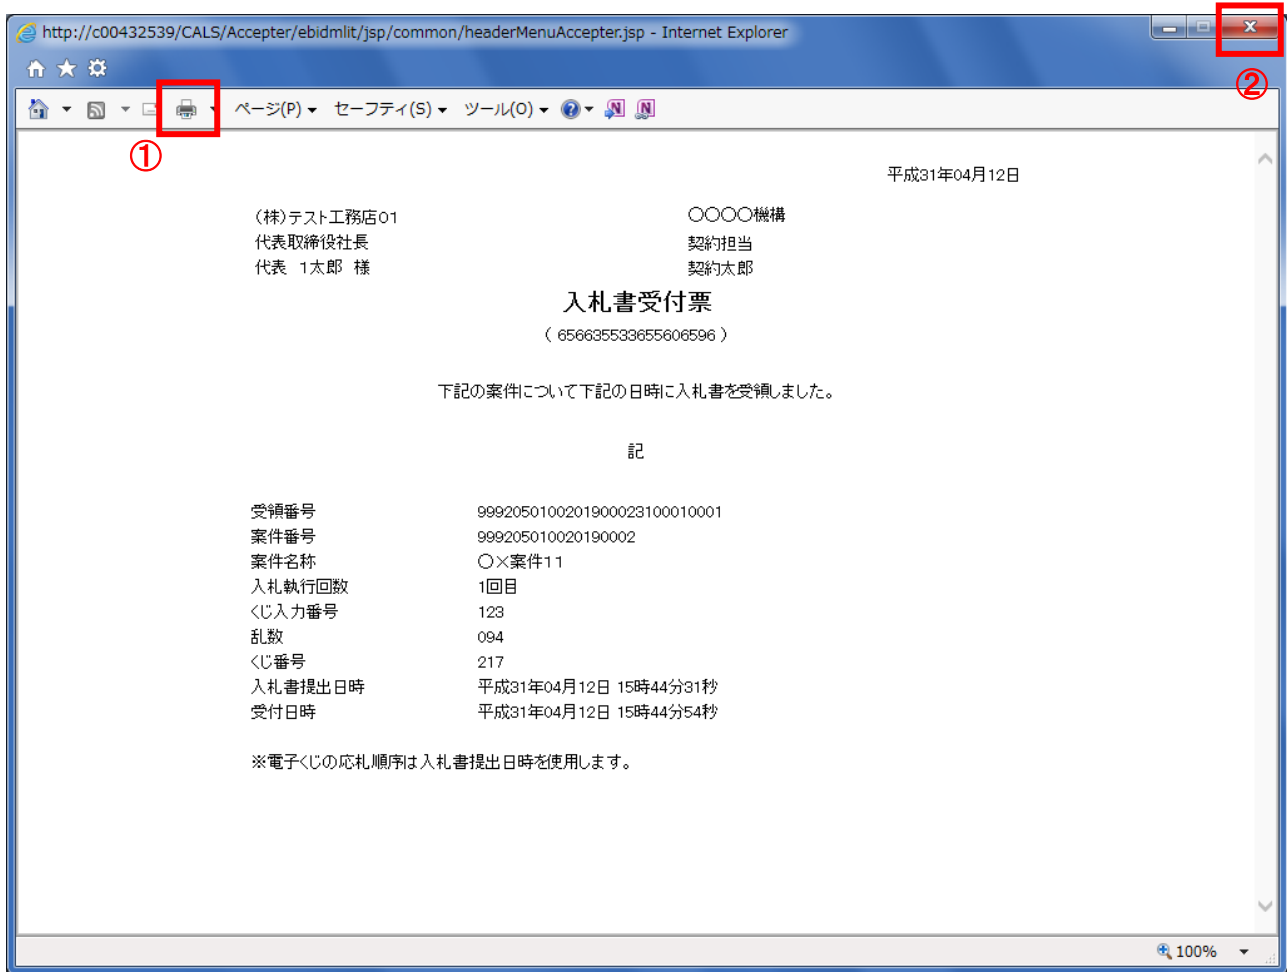 http://c00432539/CALS/Accepter/ebidmlit/jsp/common/headerMenuAccepter.jsp - Internet Explorer
②
ページ(P) セーフティ(S) ツール(O)
①
平成31年04月12日
(株)テスト工務店01 〇〇〇〇機構
代表取締役社長 契約担当
代表 1太郎 様 契約太郎
入札書受付票
( 656635533655606596 )
下記の案件について下記の日時に入札書を受領しました。
記
受領番号 9992050100201900023100010001
案件番号 999205010020190002
案件名称 〇×案件11
入札執行回数 1回目
くじ入力番号 123
乱数 094
くじ番号 217
入札書提出日時 平成31年04月12日 15時44分31秒
受付日時 平成31年04月12日 15時44分54秒
※電子くじの応札順序は入札書提出日時を使用します。
100%